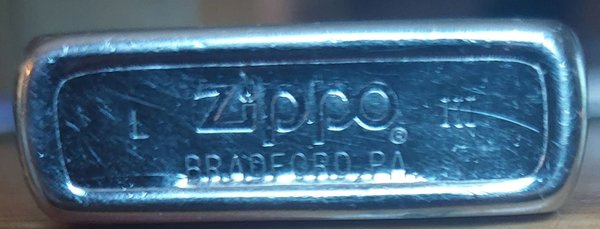 L Zippo® III
BRADFORD, PA.